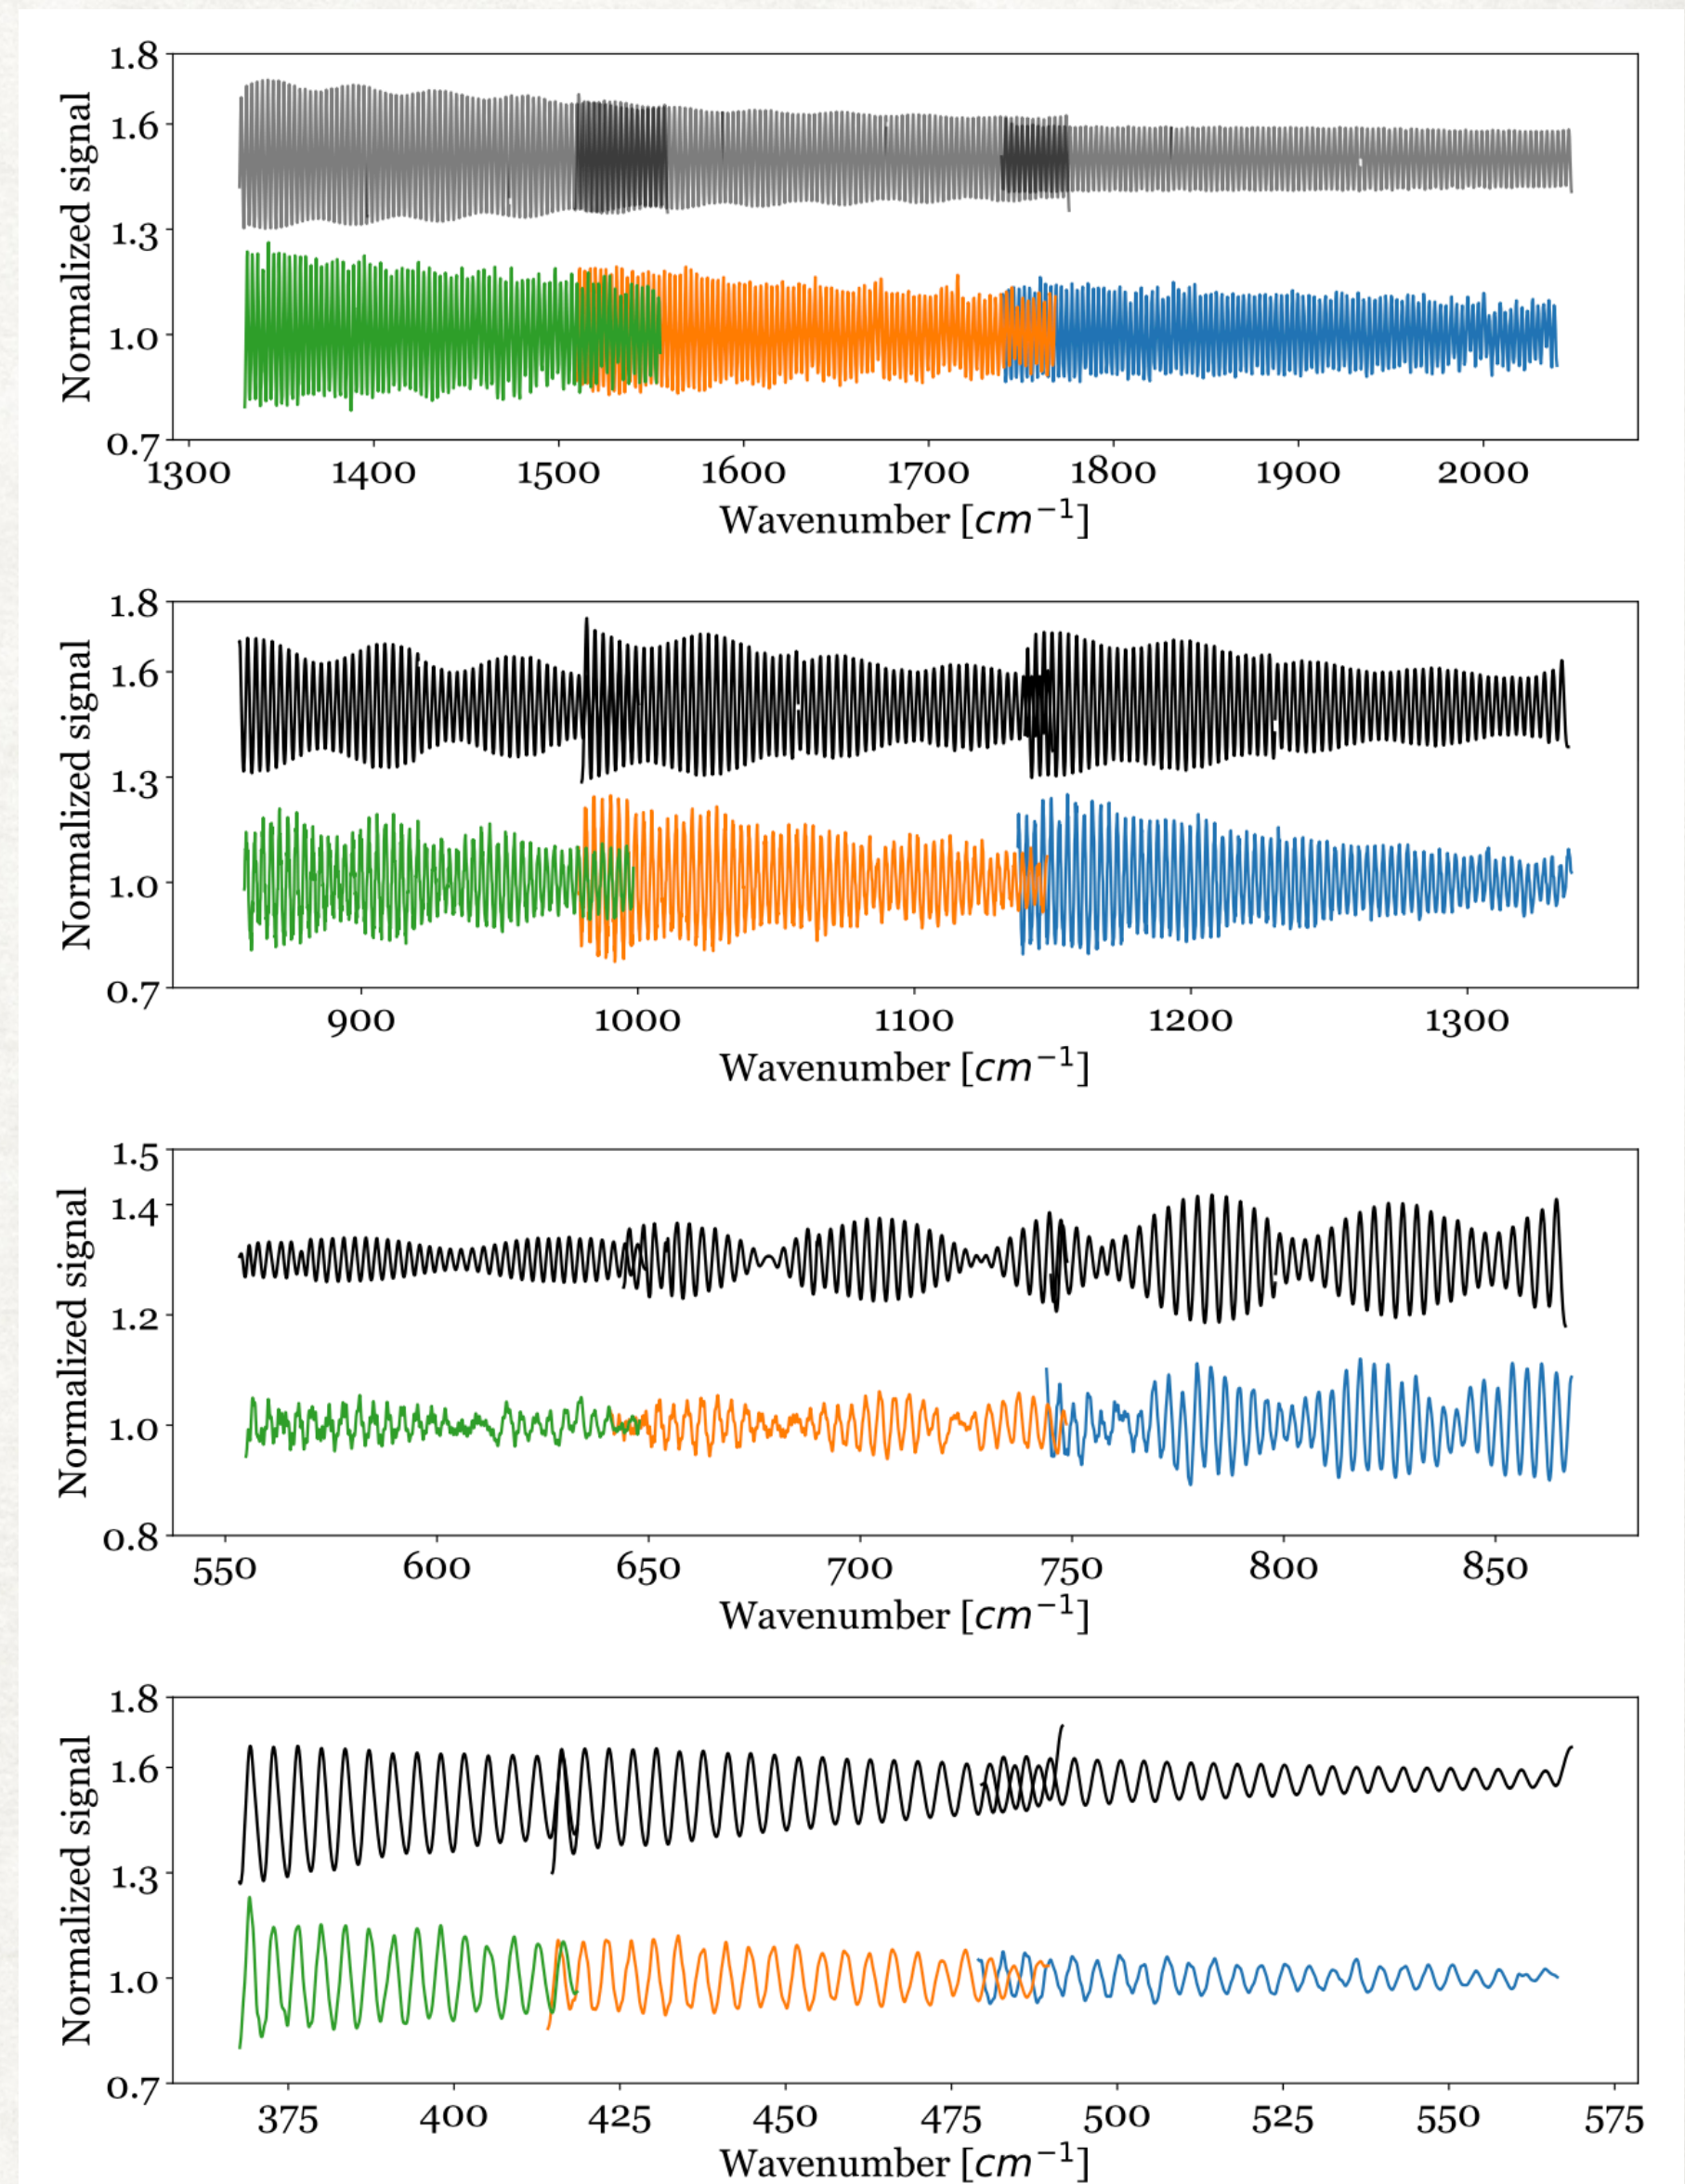 1.8
1.6
1.3
1.0
0.7
Normalized signal
1300 1400 1500 1600 1700 1800 1900 2000
Wavenumber [cm⁻¹]
1.8
1.6
1.3
1.0
0.7
Normalized signal
900 1000 1100 1200 1300
Wavenumber [cm⁻¹]
1.5
1.4
1.2
1.0
0.8
Normalized signal
550 600 650 700 750 800 850
Wavenumber [cm⁻¹]
1.8
1.6
1.3
1.0
0.7
Normalized signal
375 400 425 450 475 500 525 550 575
Wavenumber [cm⁻¹]